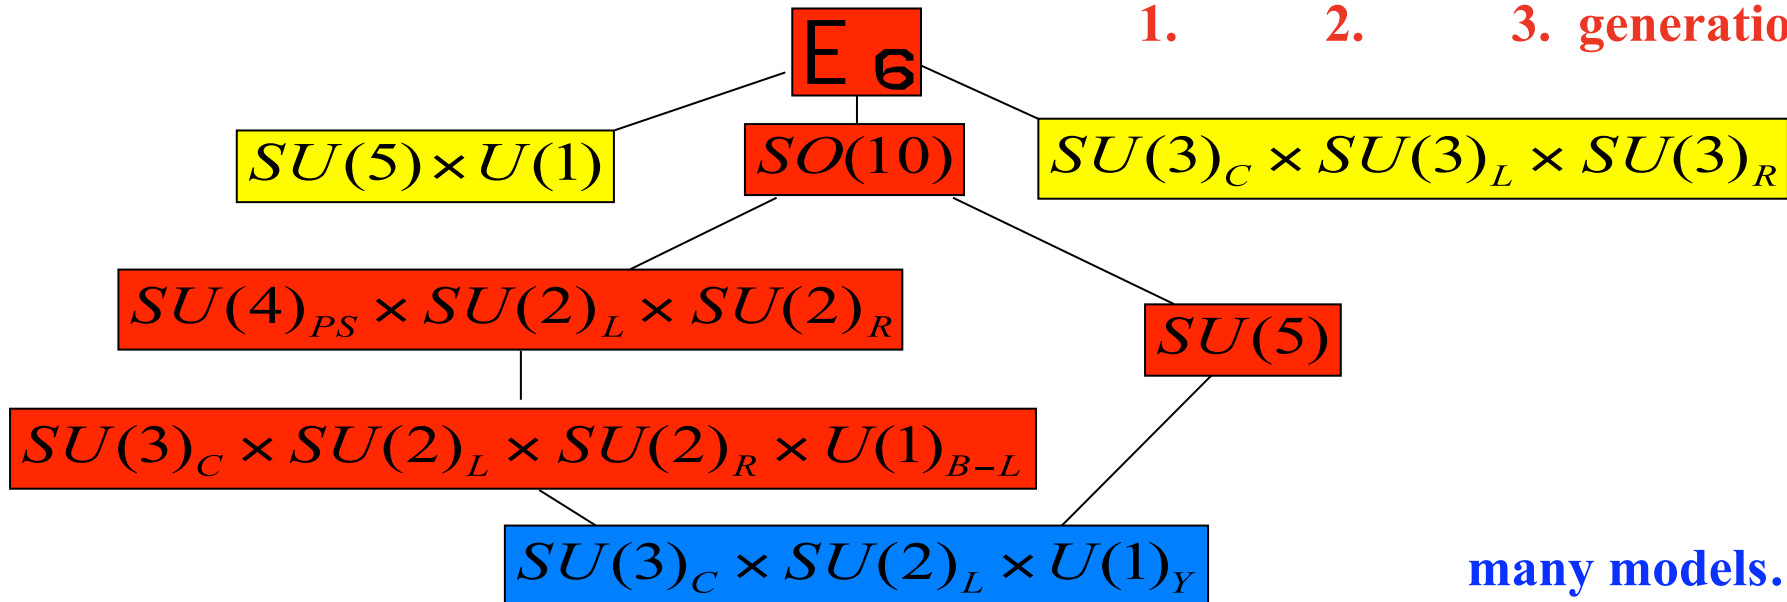 E 6
1. 2. 3. generatio
SU(5)×U(1)
SO(10)
SU(3)_C × SU(3)_L × SU(3)_R
SU(4)_PS × SU(2)_L × SU(2)_R
SU(5)
SU(3)_C × SU(2)_L × SU(2)_R × U(1)_B−L
SU(3)_C × SU(2)_L × U(1)_Y
many models.